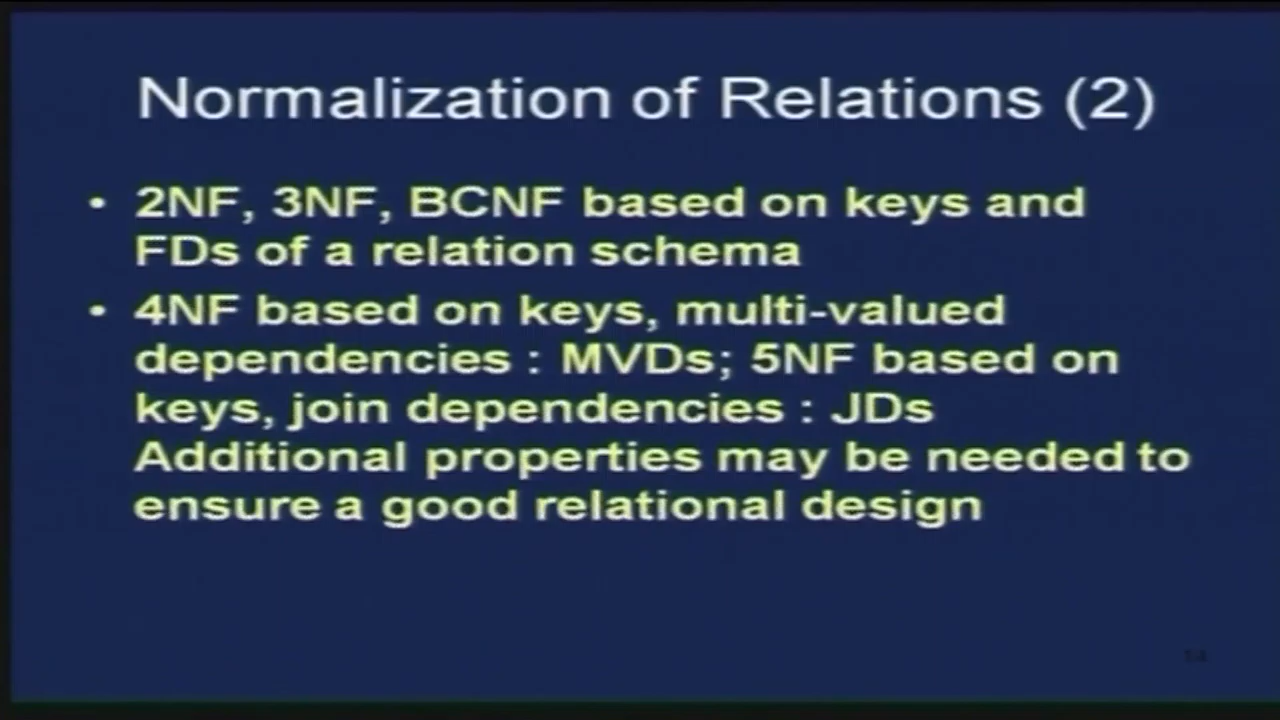 Normalization of Relations (2)
• 2NF, 3NF, BCNF based on keys and
FDs of a relation schema
• 4NF based on keys, multi-valued
dependencies : MVDs; 5NF based on
keys, join dependencies : JDs
Additional properties may be needed to
ensure a good relational design